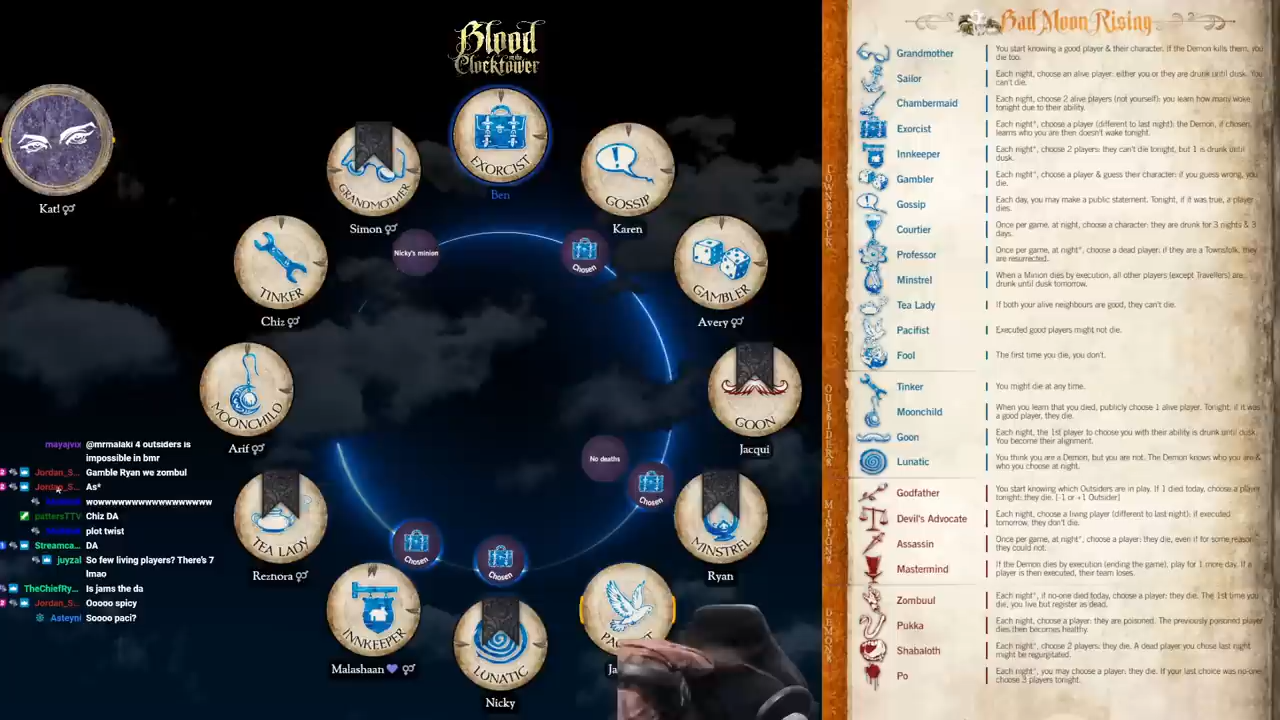 Blood
on the
Clocktower
Kat! ⚤
EXORCIST
Ben
GRANDMOTHER
Simon ⚤
GOSSIP
Karen
Nicky's minion
Chosen
TINKER
Chiz ⚤
GAMBLER
Avery ⚤
MOONCHILD
Arif ⚤
GOON
Jacqui
No deaths
Chosen
TEA LADY
Reznora ⚤
MINSTREL
Ryan
Chosen
Chosen
INNKEEPER
Malashaan 💜 ⚤
LUNATIC
Nicky
mayajvix @mrmalaki 4 outsiders is
impossible in bmr
Jordan_S... Gamble Ryan we zombul
Jordan_S... As*
wowwwwwwwwwwwwwwwww
pattersTTV Chiz DA
plot twist
Streamca... DA
juyzal So few living players? There's 7
lmao
TheChiefRy... Is jams the da
Jordan_S... Ooooo spicy
Asteyni Soooo paci?
Bad Moon Rising
TOWNSFOLK
Grandmother You start knowing a good player & their character. If the Demon kills them, you
die too.
Sailor Each night, choose an alive player: either you or they are drunk until dusk. You
can't die.
Chambermaid Each night, choose 2 alive players (not yourself): you learn how many woke
tonight due to their ability.
Exorcist Each night*, choose a player (different to last night): the Demon, if chosen,
learns who you are then doesn't wake tonight.
Innkeeper Each night*, choose 2 players: they can't die tonight, but 1 is drunk until
dusk.
Gambler Each night*, choose a player & guess their character: if you guess wrong, you
die.
Gossip Each day, you may make a public statement. Tonight, if it was true, a player
dies.
Courtier Once per game, at night*, choose a character: they are drunk for 3 nights & 3
days.
Professor Once per game, at night*, choose a dead player: if they are a Townsfolk, they
are resurrected.
Minstrel When a Minion dies by execution, all other players (except Travellers) are
drunk until dusk tomorrow.
Tea Lady If both your alive neighbours are good, they can't die.
Pacifist Executed good players might not die.
Fool The first time you die, you don't.
OUTSIDERS
Tinker You might die at any time.
Moonchild When you learn that you died, publicly choose 1 alive player. Tonight, if it was
a good player, they die.
Goon Each night, the 1st player to choose you with their ability is drunk until dusk.
You become their alignment.
Lunatic You think you are a Demon, but you are not. The Demon knows who you are &
who you choose at night.
MINIONS
Godfather You start knowing which Outsiders are in play. If 1 died today, choose a player
tonight: they die. [-1 or +1 Outsider]
Devil's Advocate Each night, choose a living player (different to last night): if executed
tomorrow, they don't die.
Assassin Once per game, at night*, choose a player: they die, even if for some reason
they could not.
Mastermind If the Demon dies by execution (ending the game), play for 1 more day. If a
player is then executed, their team loses.
DEMONS
Zombuul Each night*, if no-one died today, choose a player: they die. The 1st time you
die, you live but register as dead.
Pukka Each night, choose a player: they are poisoned. The previously poisoned player
dies then becomes healthy.
Shabaloth Each night*, choose 2 players: they die. A dead player you chose last night
might be regurgitated.
Po Each night*, you may choose a player: they die. If your last choice was no-one,
choose 3 players tonight.